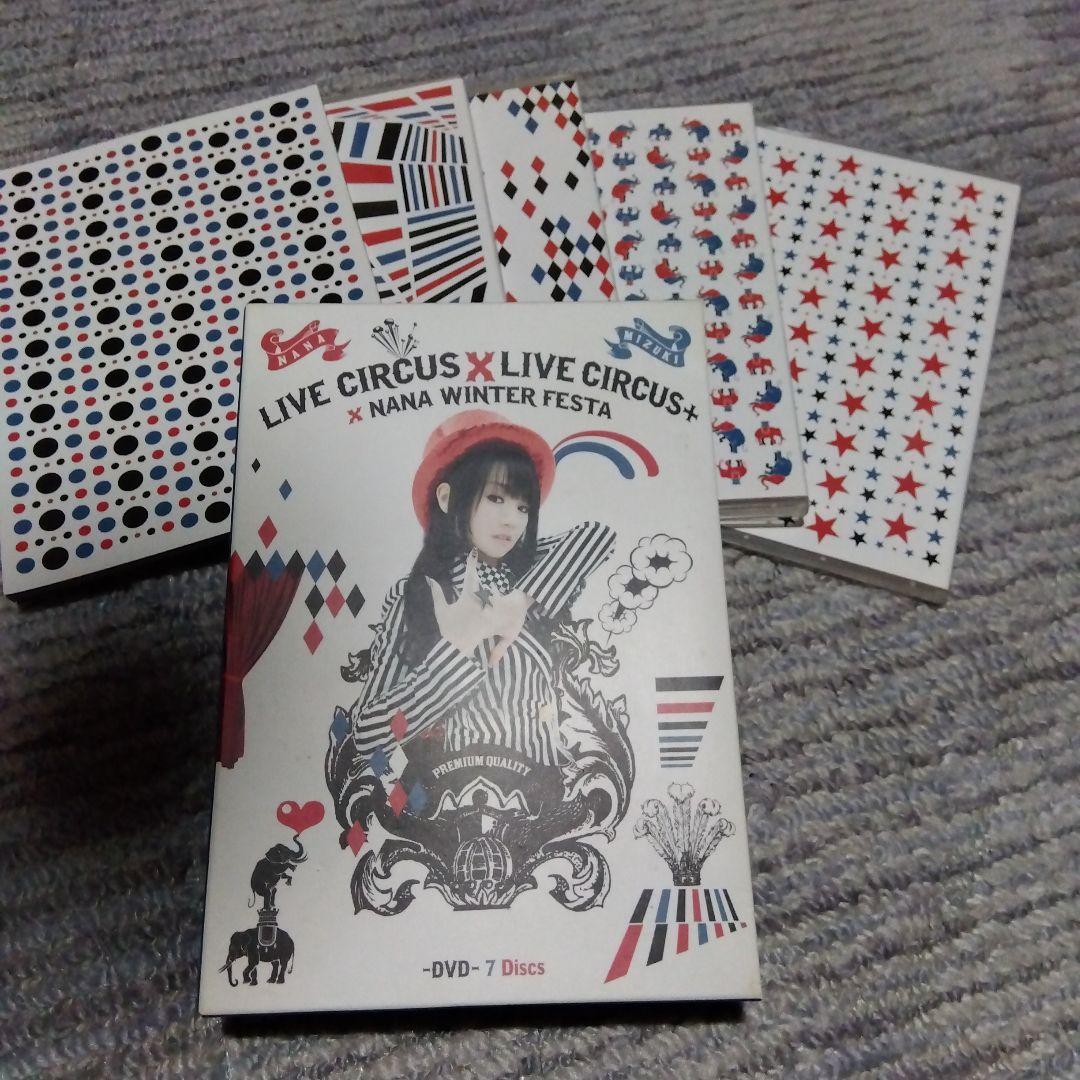 NANA
MIZUKI
LIVE CIRCUS X LIVE CIRCUS+
X NANA WINTER FESTA
PREMIUM QUALITY
-DVD- 7 Discs